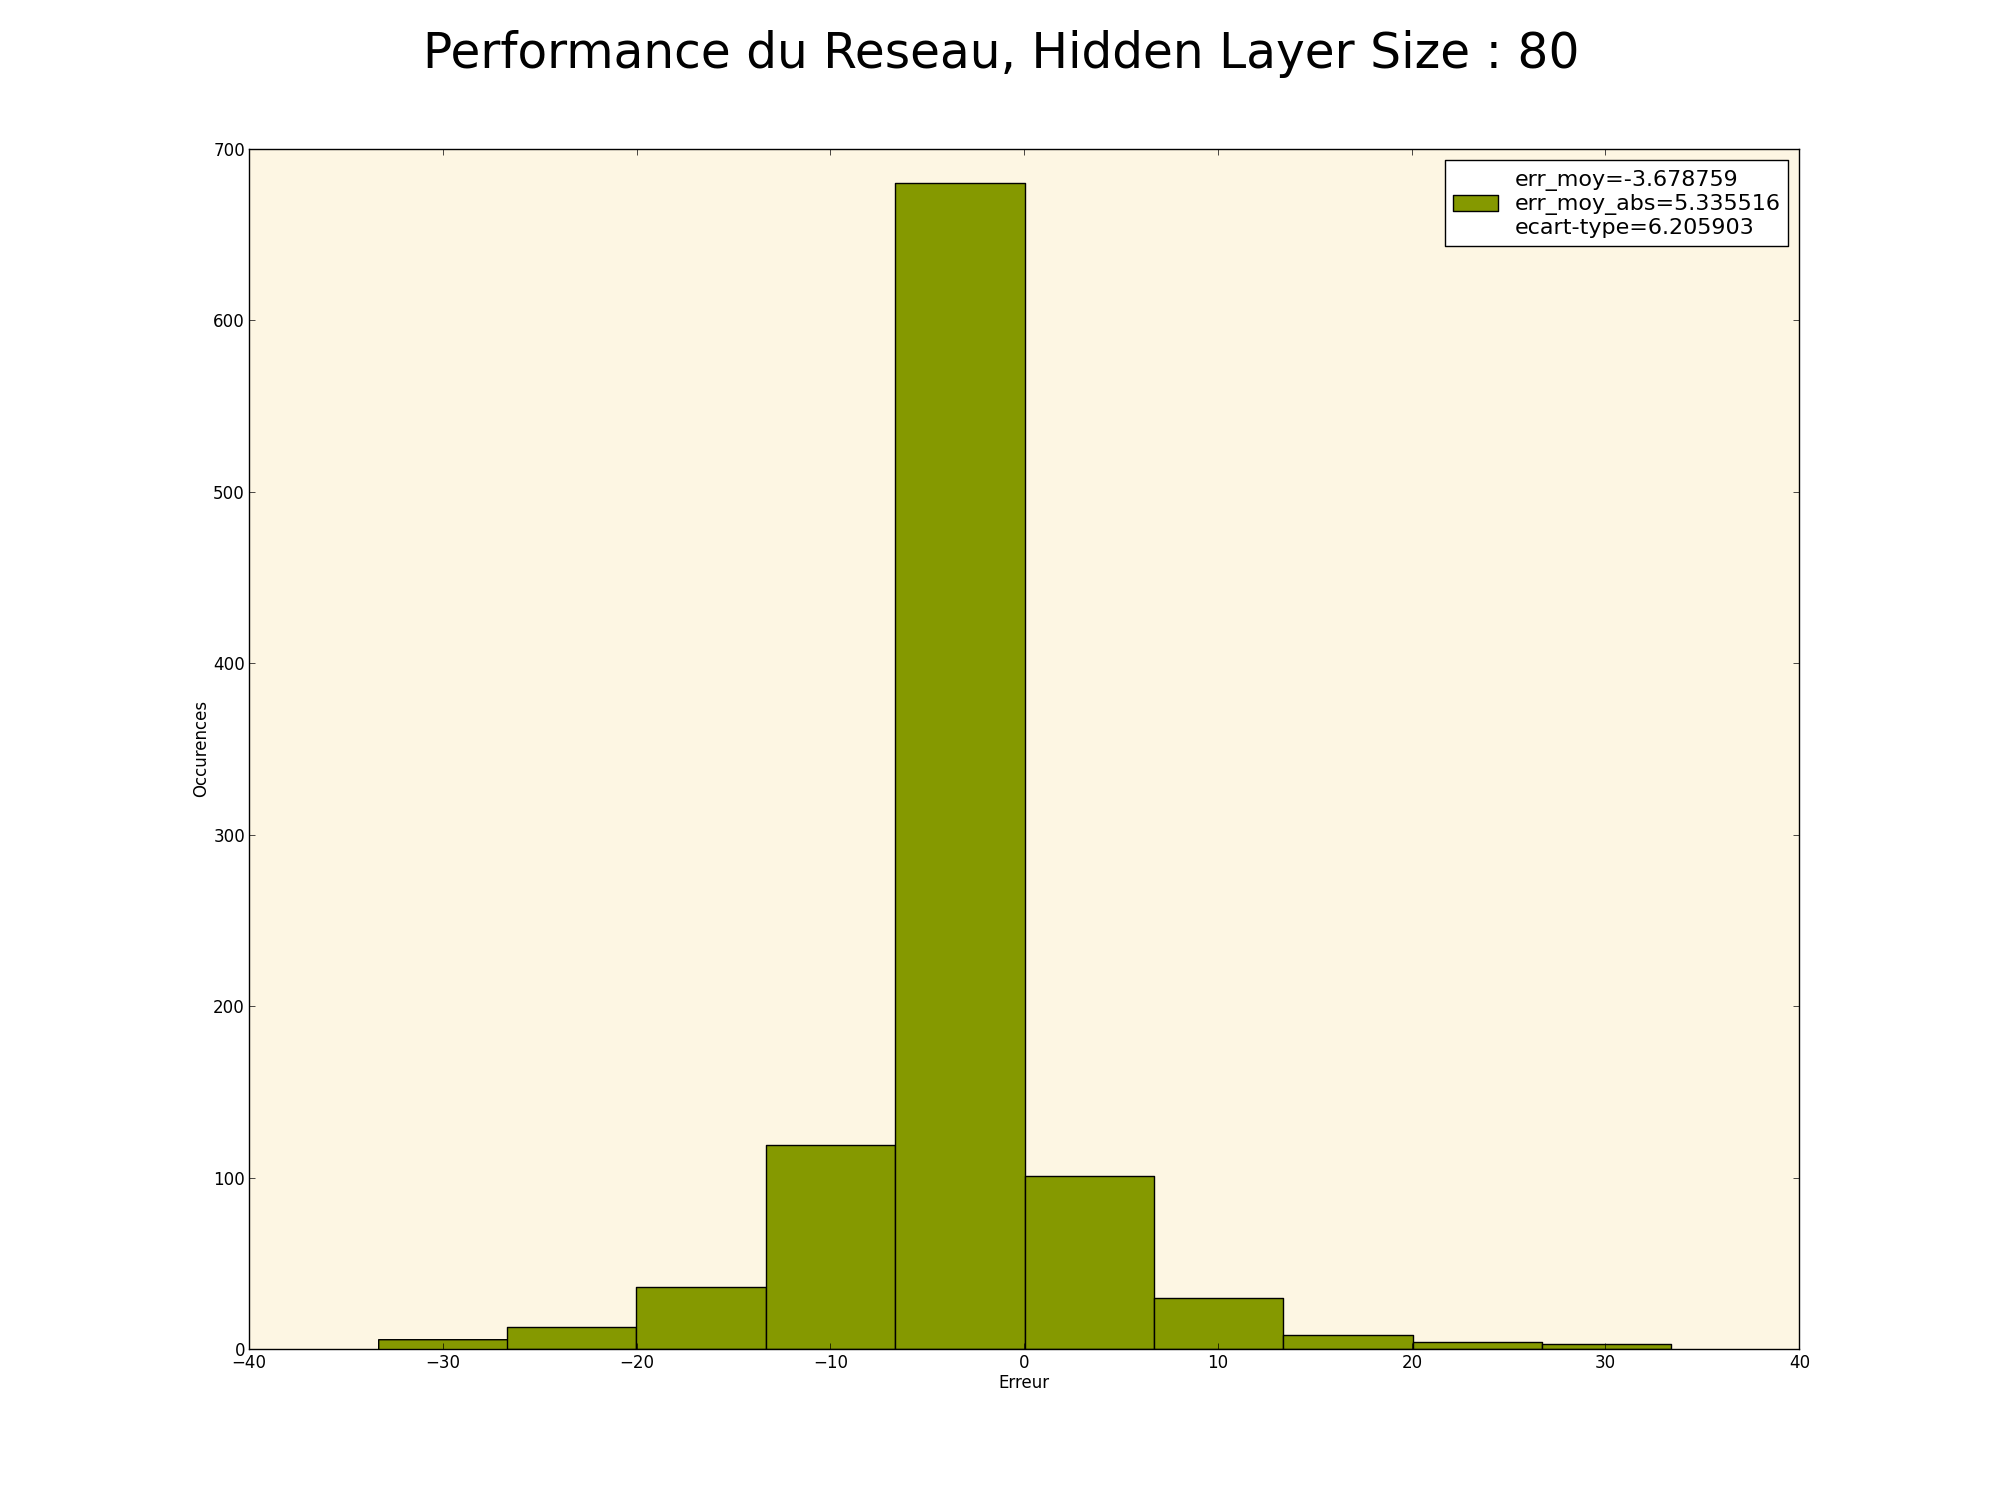 Performance du Reseau, Hidden Layer Size : 80
700
600
500
400
300
200
100
0
Occurences
err_moy=-3.678759
err_moy_abs=5.335516
ecart-type=6.205903
−40 −30 −20 −10 0 10 20 30 40
Erreur